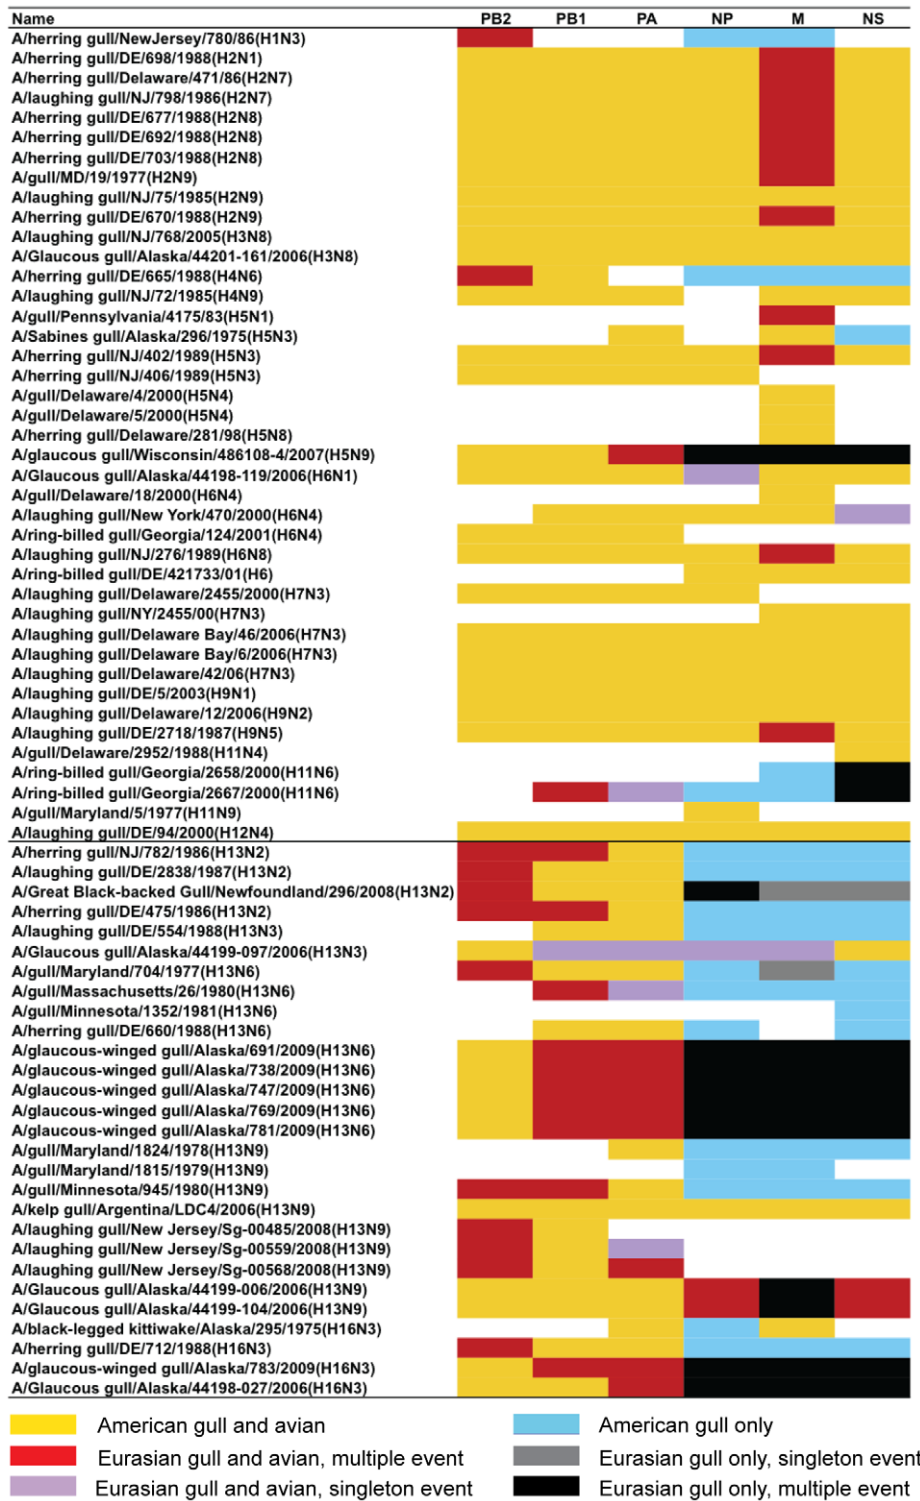 Name PB2 PB1 PA NP M NS
A/herring gull/NewJersey/780/86(H1N3)
A/herring gull/DE/698/1988(H2N1)
A/herring gull/Delaware/471/86(H2N7)
A/laughing gull/NJ/798/1986(H2N7)
A/herring gull/DE/677/1988(H2N8)
A/herring gull/DE/692/1988(H2N8)
A/herring gull/DE/703/1988(H2N8)
A/gull/MD/19/1977(H2N9)
A/laughing gull/NJ/75/1985(H2N9)
A/herring gull/DE/670/1988(H2N9)
A/laughing gull/NJ/768/2005(H3N8)
A/Glaucous gull/Alaska/44201-161/2006(H3N8)
A/herring gull/DE/665/1988(H4N6)
A/laughing gull/NJ/72/1985(H4N9)
A/gull/Pennsylvania/4175/83(H5N1)
A/Sabines gull/Alaska/296/1975(H5N3)
A/herring gull/NJ/402/1989(H5N3)
A/herring gull/NJ/406/1989(H5N3)
A/gull/Delaware/4/2000(H5N4)
A/gull/Delaware/5/2000(H5N4)
A/herring gull/Delaware/281/98(H5N8)
A/glaucous gull/Wisconsin/486108-4/2007(H5N9)
A/Glaucous gull/Alaska/44198-119/2006(H6N1)
A/gull/Delaware/18/2000(H6N4)
A/laughing gull/New York/470/2000(H6N4)
A/ring-billed gull/Georgia/124/2001(H6N4)
A/laughing gull/NJ/276/1989(H6N8)
A/ring-billed gull/DE/421733/01(H6)
A/laughing gull/Delaware/2455/2000(H7N3)
A/laughing gull/NY/2455/00(H7N3)
A/laughing gull/Delaware Bay/46/2006(H7N3)
A/laughing gull/Delaware Bay/6/2006(H7N3)
A/laughing gull/Delaware/42/06(H7N3)
A/laughing gull/DE/5/2003(H9N1)
A/laughing gull/Delaware/12/2006(H9N2)
A/laughing gull/DE/2718/1987(H9N5)
A/gull/Delaware/2952/1988(H11N4)
A/ring-billed gull/Georgia/2658/2000(H11N6)
A/ring-billed gull/Georgia/2667/2000(H11N6)
A/gull/Maryland/5/1977(H11N9)
A/laughing gull/DE/94/2000(H12N4)
A/herring gull/NJ/782/1986(H13N2)
A/laughing gull/DE/2838/1987(H13N2)
A/Great Black-backed Gull/Newfoundland/296/2008(H13N2)
A/herring gull/DE/475/1986(H13N2)
A/laughing gull/DE/554/1988(H13N3)
A/Glaucous gull/Alaska/44199-097/2006(H13N3)
A/gull/Maryland/704/1977(H13N6)
A/gull/Massachusetts/26/1980(H13N6)
A/gull/Minnesota/1352/1981(H13N6)
A/herring gull/DE/660/1988(H13N6)
A/glaucous-winged gull/Alaska/691/2009(H13N6)
A/glaucous-winged gull/Alaska/738/2009(H13N6)
A/glaucous-winged gull/Alaska/747/2009(H13N6)
A/glaucous-winged gull/Alaska/769/2009(H13N6)
A/glaucous-winged gull/Alaska/781/2009(H13N6)
A/gull/Maryland/1824/1978(H13N9)
A/gull/Maryland/1815/1979(H13N9)
A/gull/Minnesota/945/1980(H13N9)
A/kelp gull/Argentina/LDC4/2006(H13N9)
A/laughing gull/New Jersey/Sg-00485/2008(H13N9)
A/laughing gull/New Jersey/Sg-00559/2008(H13N9)
A/laughing gull/New Jersey/Sg-00568/2008(H13N9)
A/Glaucous gull/Alaska/44199-006/2006(H13N9)
A/Glaucous gull/Alaska/44199-104/2006(H13N9)
A/black-legged kittiwake/Alaska/295/1975(H16N3)
A/herring gull/DE/712/1988(H16N3)
A/glaucous-winged gull/Alaska/783/2009(H16N3)
A/Glaucous gull/Alaska/44198-027/2006(H16N3)
American gull and avian American gull only
Eurasian gull and avian, multiple event Eurasian gull only, singleton event
Eurasian gull and avian, singleton event Eurasian gull only, multiple event